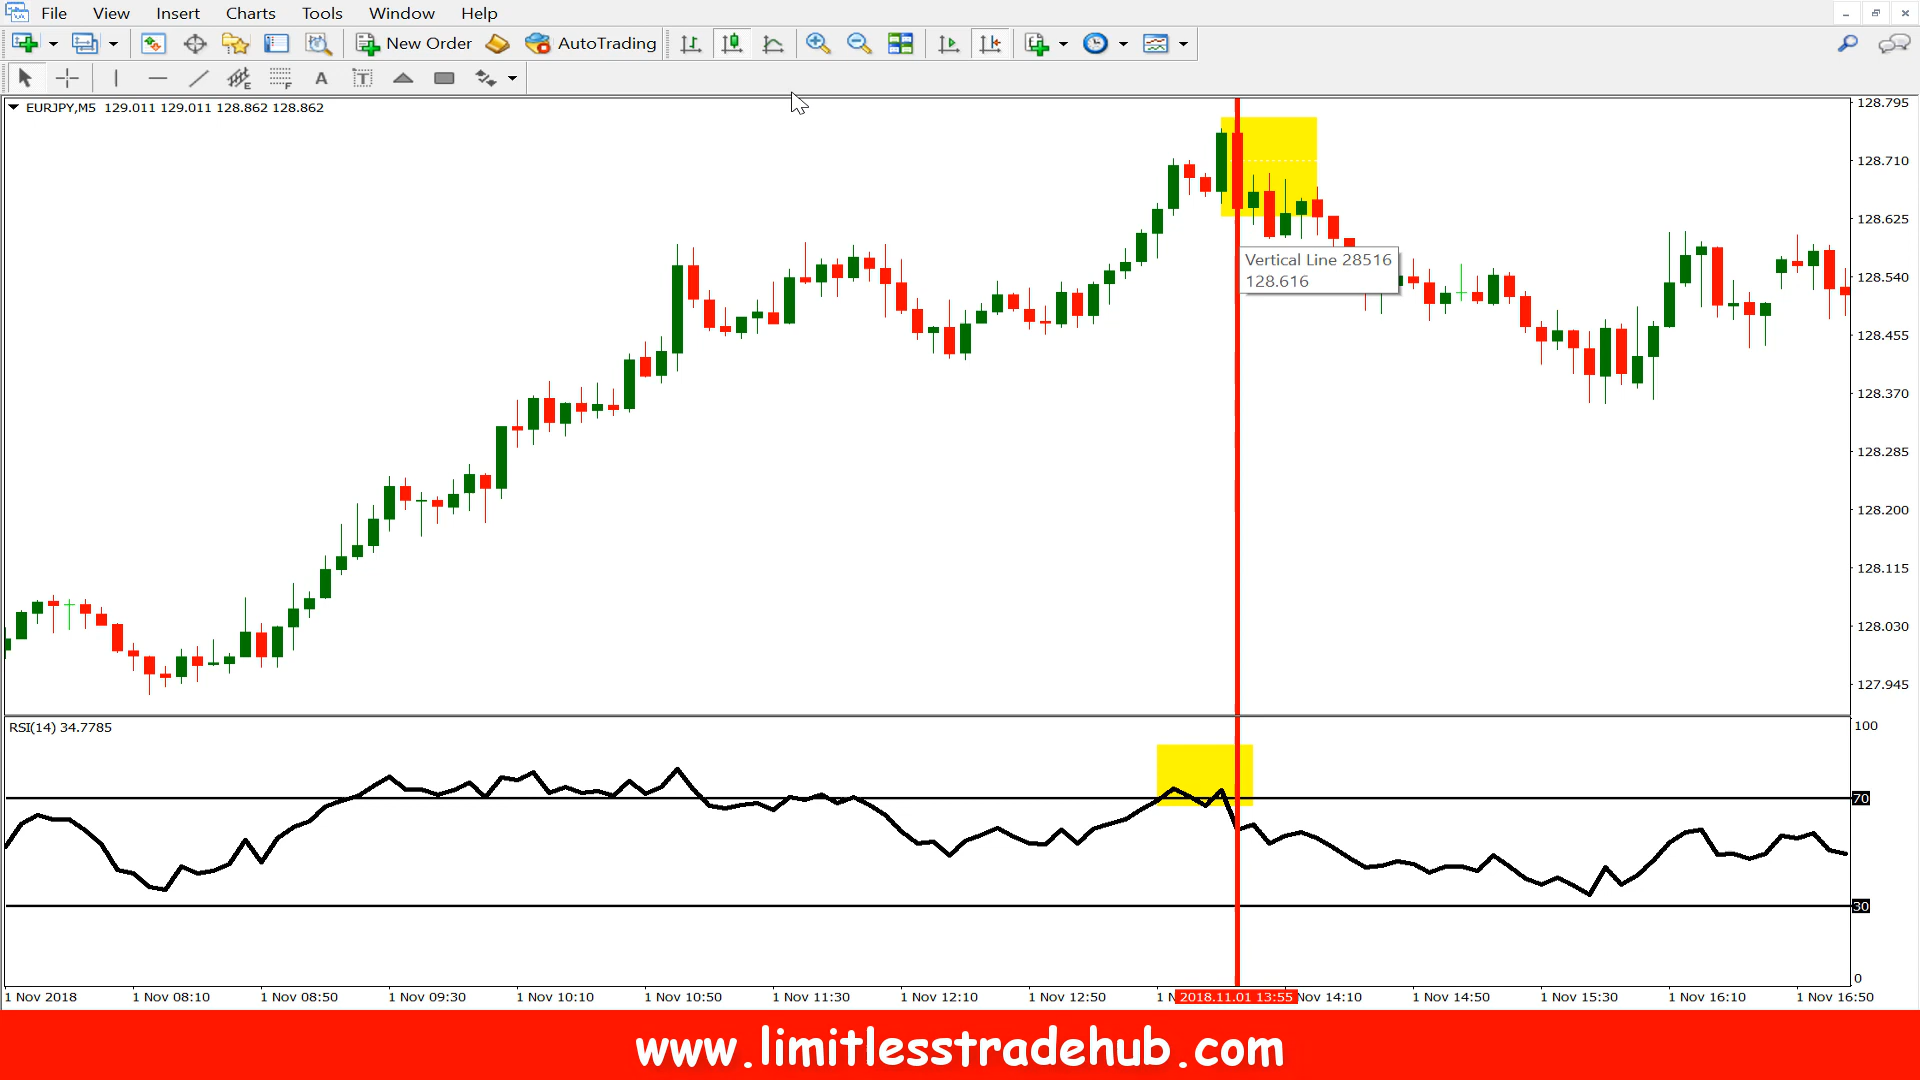 File View Insert Charts Tools Window Help
New Order AutoTrading
E F A T
EURJPY,M5 129.011 129.011 128.862 128.862
128.795
128.710
128.625
Vertical Line 28516
128.616
128.540
128.455
128.370
128.285
128.200
128.115
128.030
127.945
RSI(14) 34.7785
100
70
30
0
1 Nov 2018 1 Nov 08:10 1 Nov 08:50 1 Nov 09:30 1 Nov 10:10 1 Nov 10:50 1 Nov 11:30 1 Nov 12:10 1 Nov 12:50 1 N 2018.11.01 13:55 Nov 14:10 1 Nov 14:50 1 Nov 15:30 1 Nov 16:10 1 Nov 16:50
www.limitlesstradehub.com